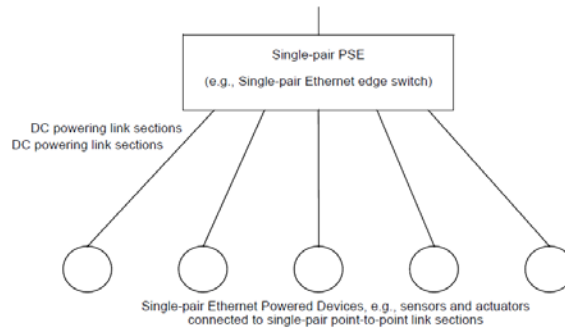 Single-pair PSE
(e.g., Single-pair Ethernet edge switch)
DC powering link sections
DC powering link sections
Single-pair Ethernet Powered Devices, e.g., sensors and actuators
connected to single-pair point-to-point link sections